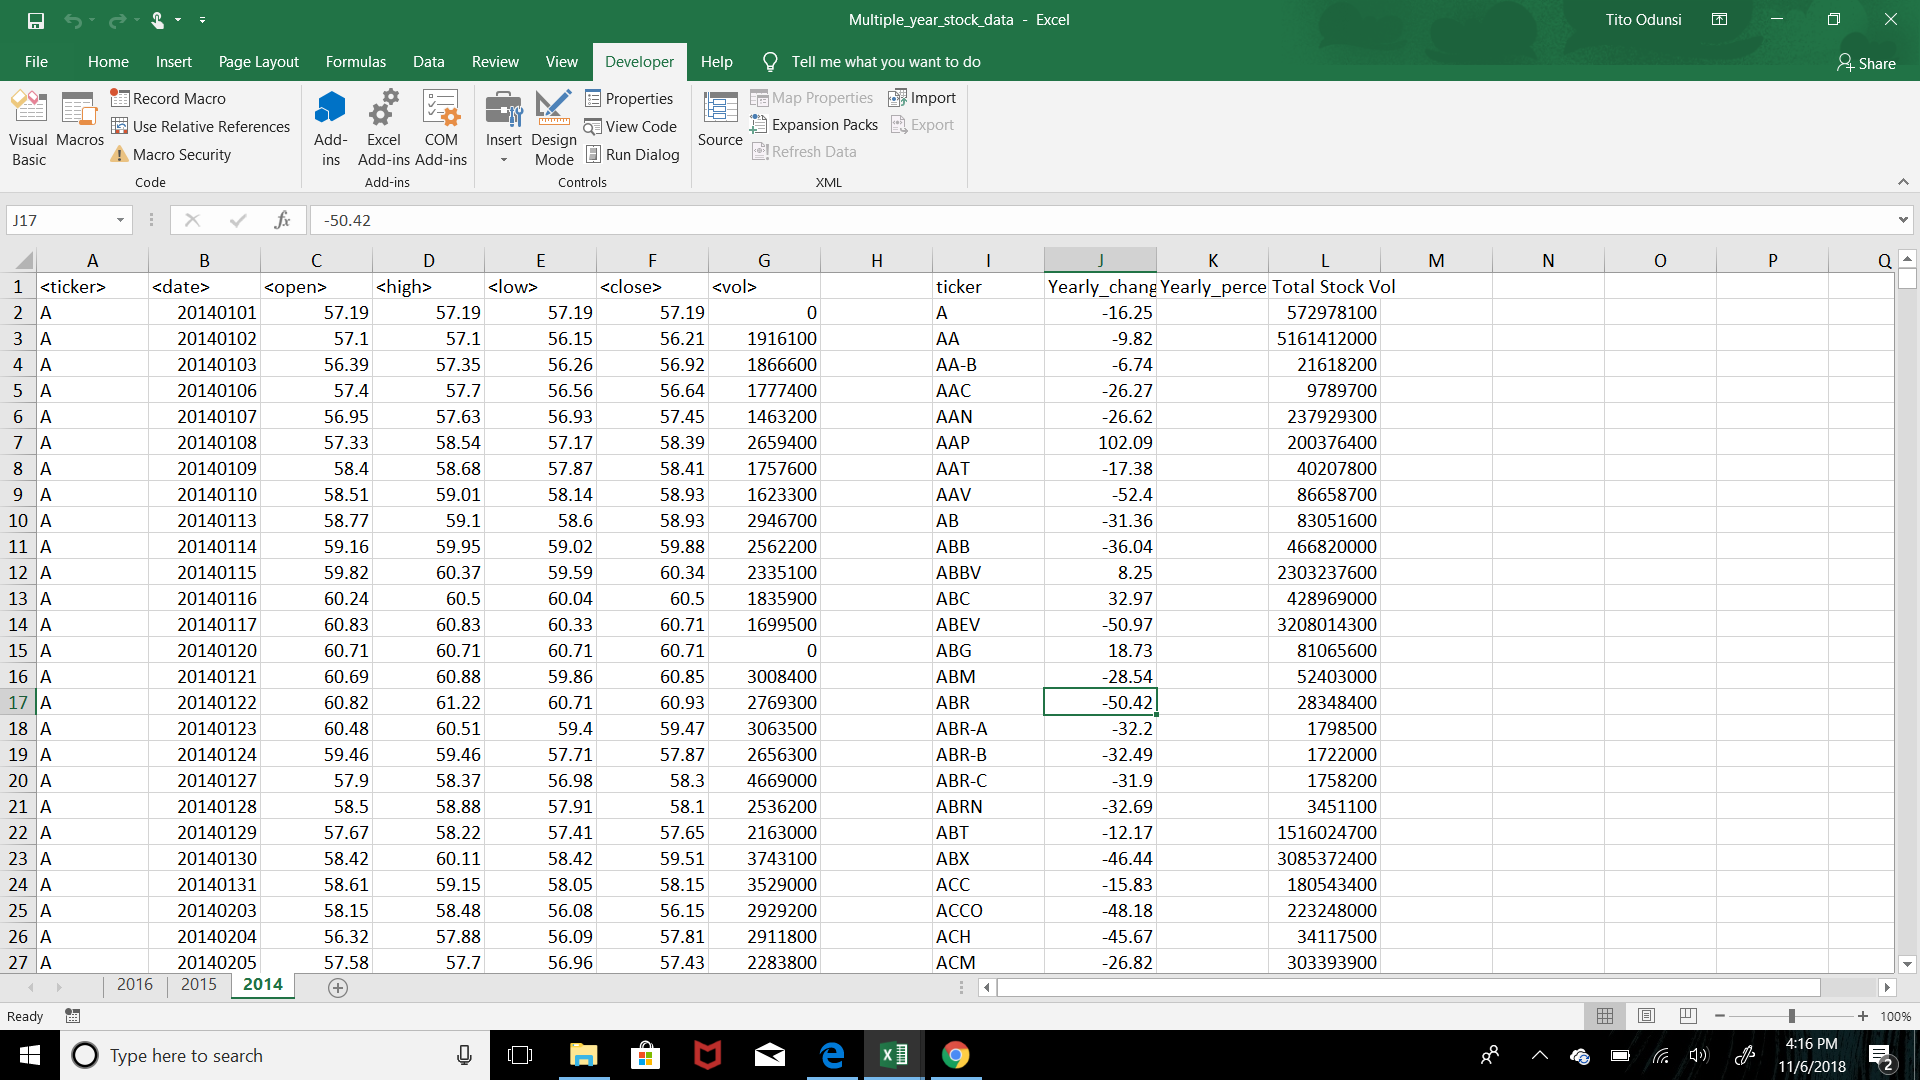 Multiple_year_stock_data - Excel
Tito Odunsi
File Home Insert Page Layout Formulas Data Review View Developer Help Tell me what you want to do
Share
Visual Basic
Macros
Record Macro
Use Relative References
Macro Security
Code
Add-ins
Excel Add-ins
COM Add-ins
Add-ins
Insert
Design Mode
Properties
View Code
Run Dialog
Controls
Source
Map Properties
Expansion Packs
Refresh Data
Import
Export
XML
J17 fx -50.42
A B C D E F G H I J K L M N O P Q
1 <ticker> <date> <open> <high> <low> <close> <vol> ticker Yearly_chang Yearly_perce Total Stock Vol
2 A 20140101 57.19 57.19 57.19 57.19 0 A -16.25 572978100
3 A 20140102 57.1 57.1 56.15 56.21 1916100 AA -9.82 5161412000
4 A 20140103 56.39 57.35 56.26 56.92 1866600 AA-B -6.74 21618200
5 A 20140106 57.4 57.7 56.56 56.64 1777400 AAC -26.27 9789700
6 A 20140107 56.95 57.63 56.93 57.45 1463200 AAN -26.62 237929300
7 A 20140108 57.33 58.54 57.17 58.39 2659400 AAP 102.09 200376400
8 A 20140109 58.4 58.68 57.87 58.41 1757600 AAT -17.38 40207800
9 A 20140110 58.51 59.01 58.14 58.93 1623300 AAV -52.4 86658700
10 A 20140113 58.77 59.1 58.6 58.93 2946700 AB -31.36 83051600
11 A 20140114 59.16 59.95 59.02 59.88 2562200 ABB -36.04 466820000
12 A 20140115 59.82 60.37 59.59 60.34 2335100 ABBV 8.25 2303237600
13 A 20140116 60.24 60.5 60.04 60.5 1835900 ABC 32.97 428969000
14 A 20140117 60.83 60.83 60.33 60.71 1699500 ABEV -50.97 3208014300
15 A 20140120 60.71 60.71 60.71 60.71 0 ABG 18.73 81065600
16 A 20140121 60.69 60.88 59.86 60.85 3008400 ABM -28.54 52403000
17 A 20140122 60.82 61.22 60.71 60.93 2769300 ABR -50.42 28348400
18 A 20140123 60.48 60.51 59.4 59.47 3063500 ABR-A -32.2 1798500
19 A 20140124 59.46 59.46 57.71 57.87 2656300 ABR-B -32.49 1722000
20 A 20140127 57.9 58.37 56.98 58.3 4669000 ABR-C -31.9 1758200
21 A 20140128 58.5 58.88 57.91 58.1 2536200 ABRN -32.69 3451100
22 A 20140129 57.67 58.22 57.41 57.65 2163000 ABT -12.17 1516024700
23 A 20140130 58.42 60.11 58.42 59.51 3743100 ABX -46.44 3085372400
24 A 20140131 58.61 59.15 58.05 58.15 3529000 ACC -15.83 180543400
25 A 20140203 58.15 58.48 56.08 56.15 2929200 ACCO -48.18 223248000
26 A 20140204 56.32 57.88 56.09 57.81 2911800 ACH -45.67 34117500
27 A 20140205 57.58 57.7 56.96 57.43 2283800 ACM -26.82 303393900
2016 2015 2014
Ready
100%
Type here to search
4:16 PM
11/6/2018
2